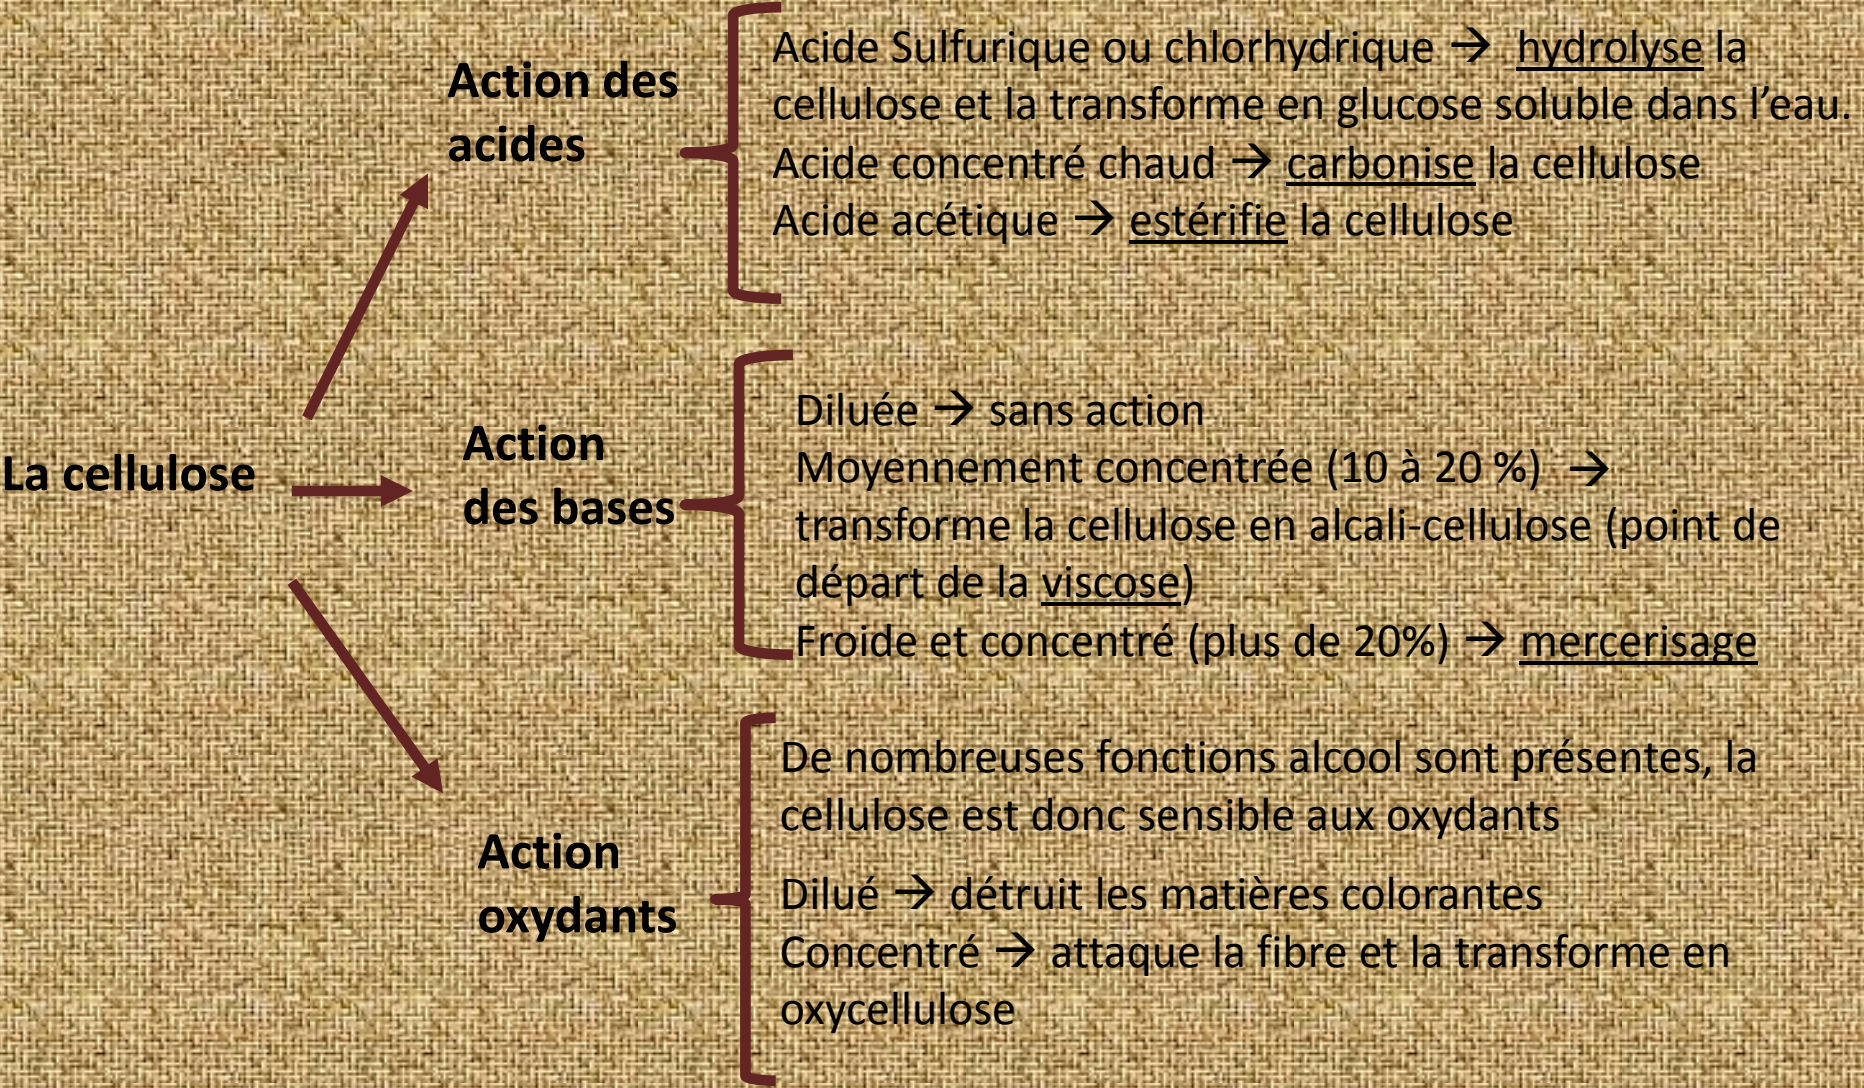 La cellulose
Action des
acides
Acide Sulfurique ou chlorhydrique → hydrolyse la
cellulose et la transforme en glucose soluble dans l’eau.
Acide concentré chaud → carbonise la cellulose
Acide acétique → estérifie la cellulose
Action
des bases
Diluée → sans action
Moyennement concentrée (10 à 20 %) →
transforme la cellulose en alcali-cellulose (point de
départ de la viscose)
Froide et concentré (plus de 20%) → mercerisage
Action
oxydants
De nombreuses fonctions alcool sont présentes, la
cellulose est donc sensible aux oxydants
Dilué → détruit les matières colorantes
Concentré → attaque la fibre et la transforme en
oxycellulose